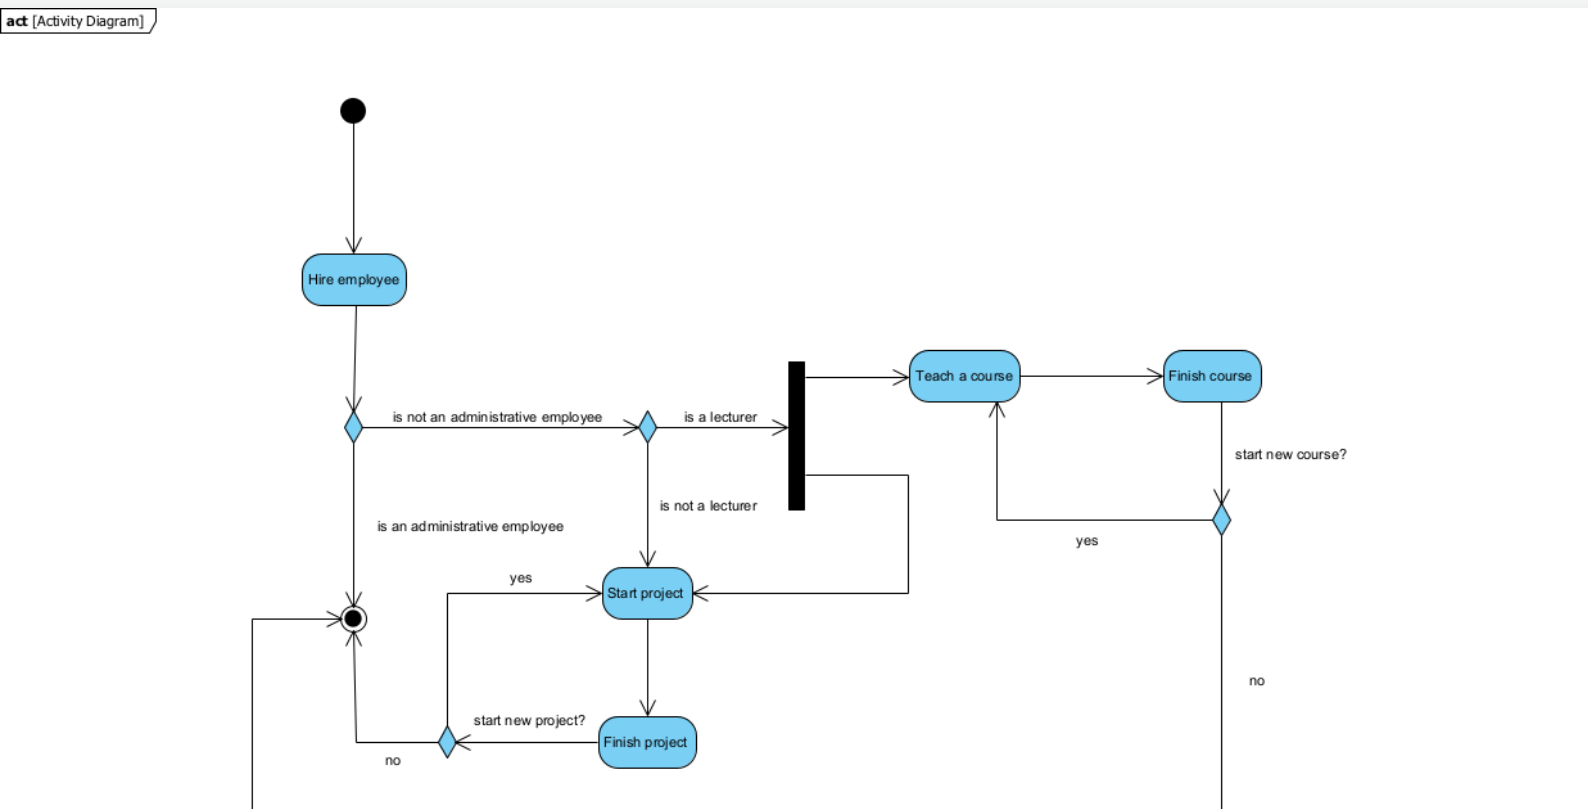 act [Activity Diagram]
Hire employee
Teach a course
Finish course
is not an administrative employee
is a lecturer
start new course?
is not a lecturer
is an administrative employee
yes
yes
Start project
no
start new project?
Finish project
no